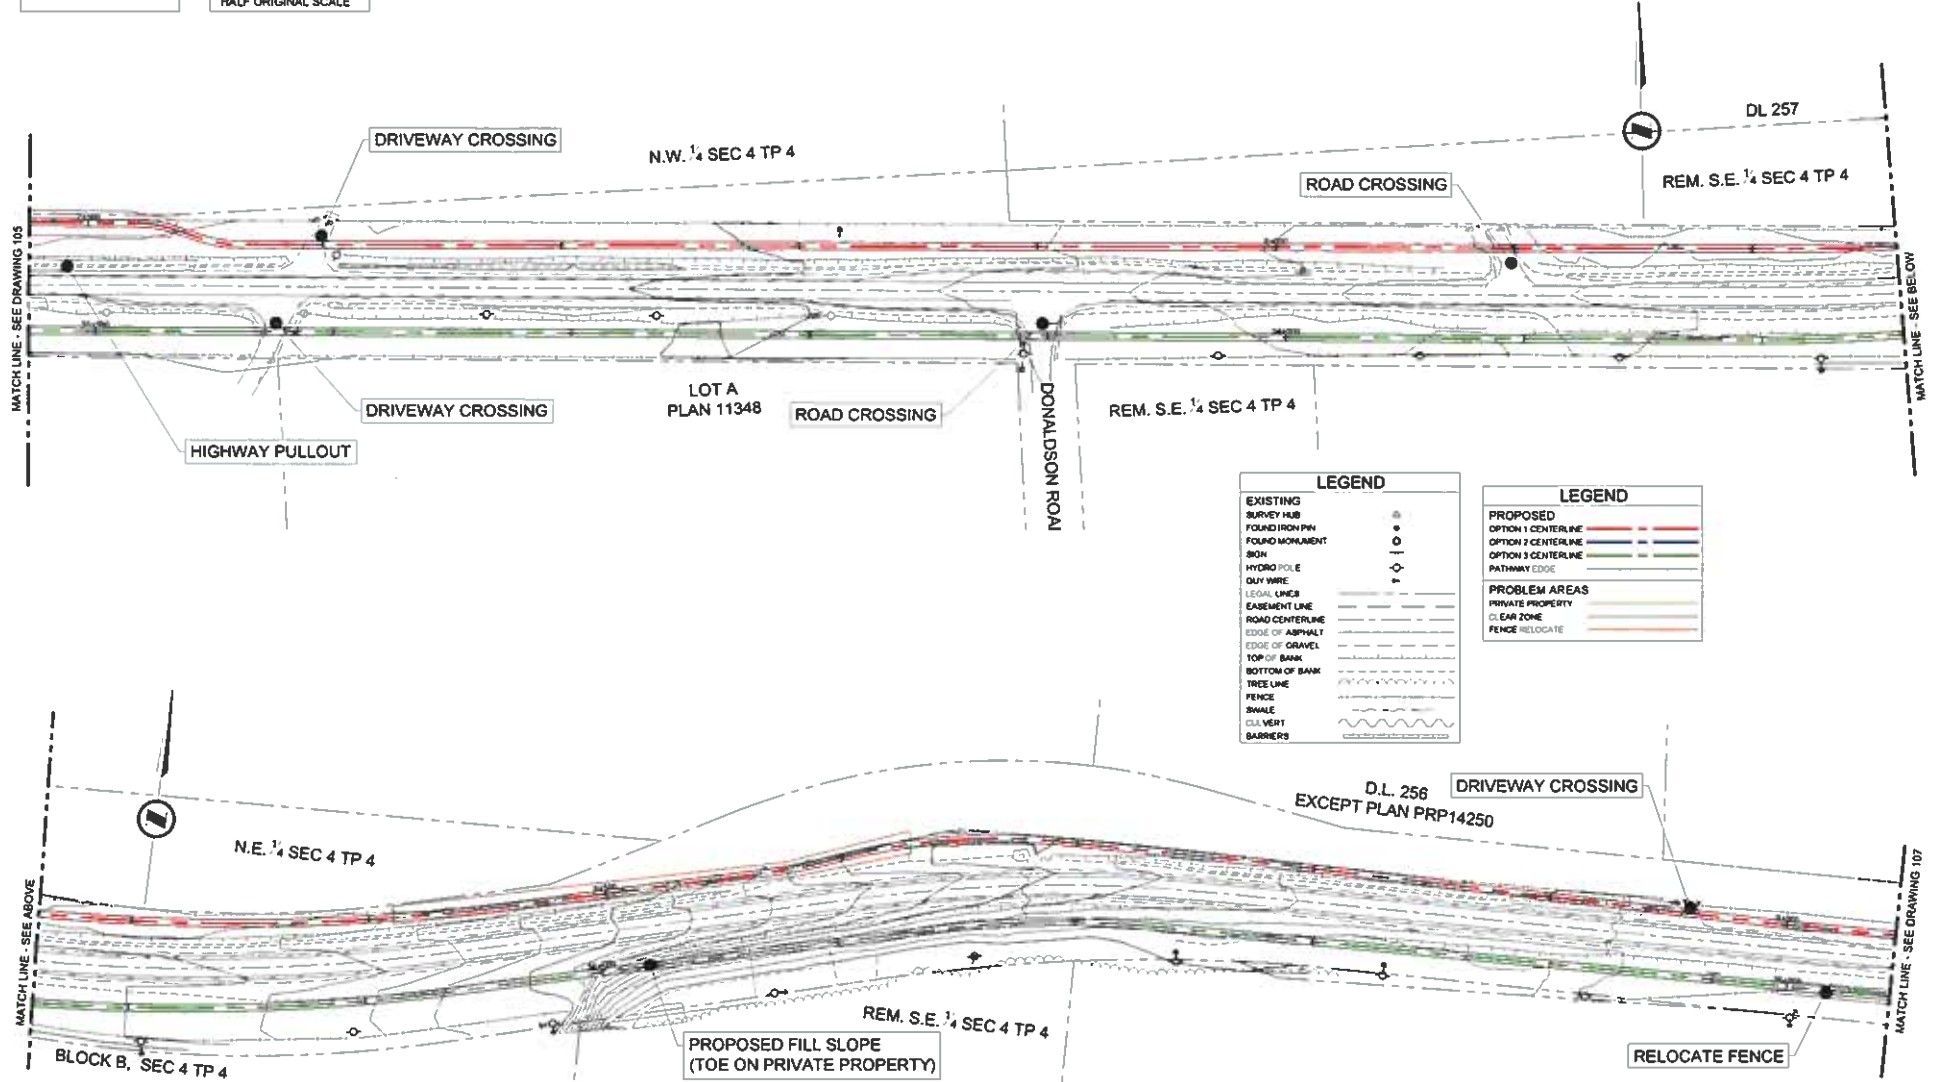 HALF ORIGINAL SCALE
DL 257
DRIVEWAY CROSSING
N.W. ¼ SEC 4 TP 4
ROAD CROSSING
REM. S.E. ¼ SEC 4 TP 4
MATCH LINE - SEE DRAWING 105
MATCH LINE - SEE BELOW
LOT A
PLAN 11348
DRIVEWAY CROSSING
ROAD CROSSING
DONALDSON ROAI
REM. S.E. ¼ SEC 4 TP 4
HIGHWAY PULLOUT
LEGEND
EXISTING
SURVEY HUB
FOUND IRON PIN
FOUND MONUMENT
SIGN
HYDRO POLE
GUY WIRE
LEGAL LINES
EASEMENT LINE
ROAD CENTERLINE
EDGE OF ASPHALT
EDGE OF GRAVEL
TOP OF BANK
BOTTOM OF BANK
TREE LINE
FENCE
SWALE
CULVERT
BARRIERS
LEGEND
PROPOSED
OPTION 1 CENTERLINE
OPTION 2 CENTERLINE
OPTION 3 CENTERLINE
PATHWAY EDGE
PROBLEM AREAS
PRIVATE PROPERTY
CLEAR ZONE
FENCE RELOCATE
D.L. 256
EXCEPT PLAN PRP14250
DRIVEWAY CROSSING
N.E. ¼ SEC 4 TP 4
MATCH LINE - SEE ABOVE
MATCH LINE - SEE DRAWING 107
REM. S.E. ¼ SEC 4 TP 4
PROPOSED FILL SLOPE
(TOE ON PRIVATE PROPERTY)
RELOCATE FENCE
BLOCK B, SEC 4 TP 4